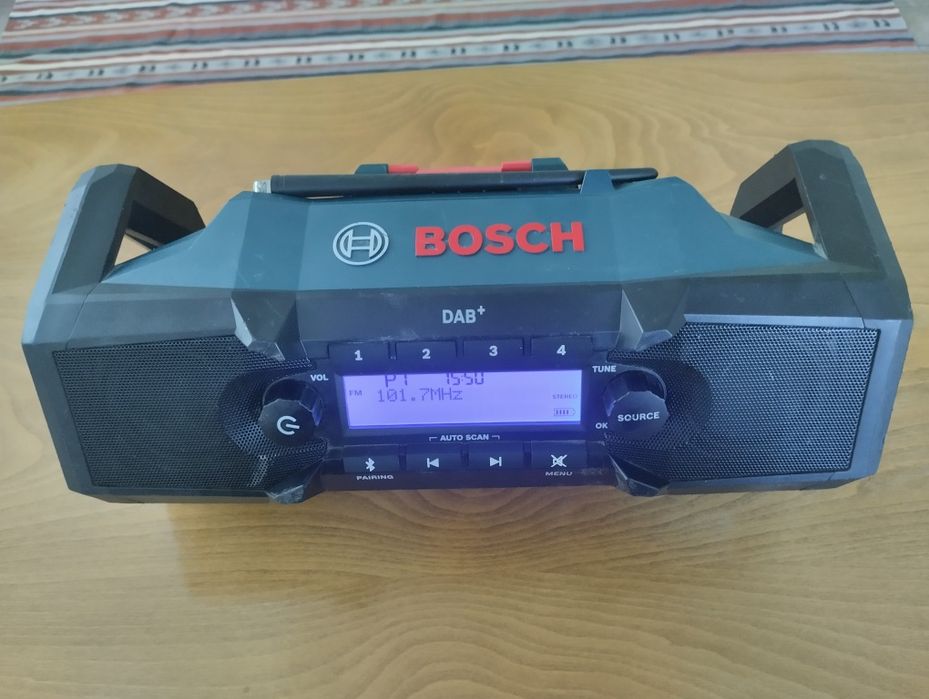 BOSCH
DAB+
1 2 3 4
VOL
TUNE
P1 15:50
FM 101.7MHz
STEREO
OK
SOURCE
AUTO SCAN
PAIRING
MENU